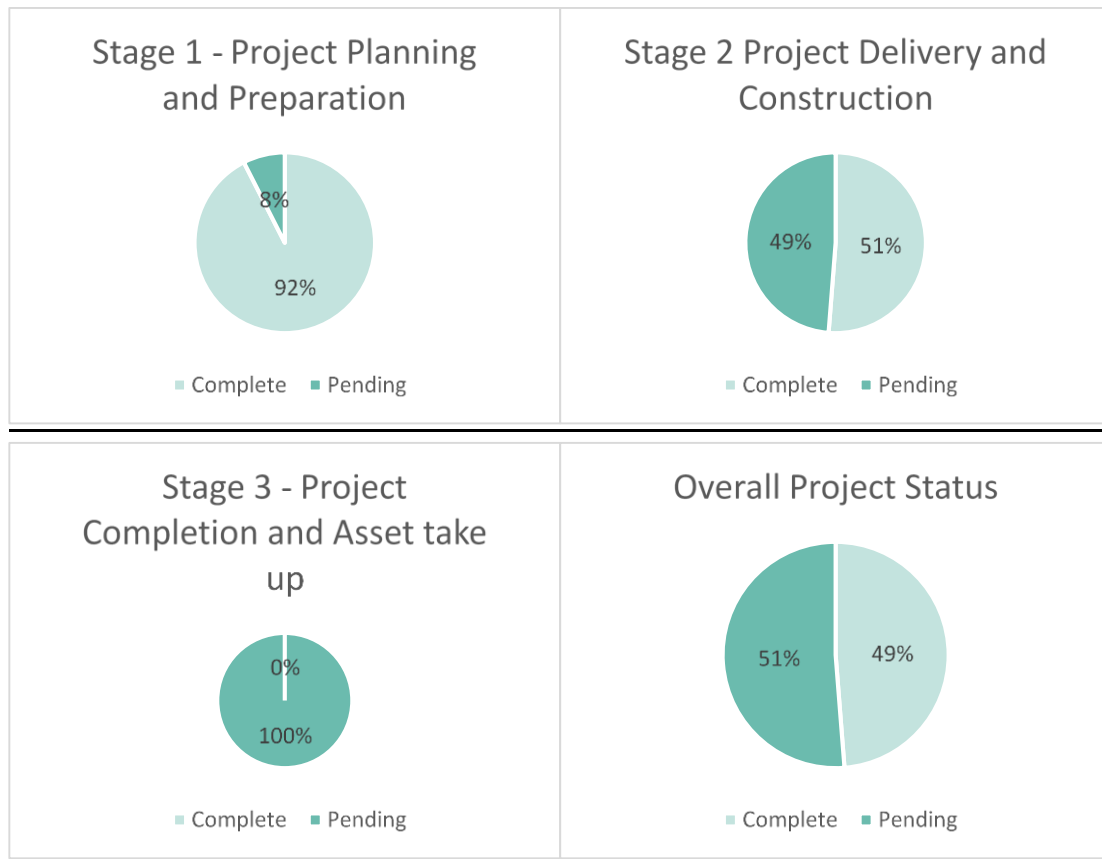 Stage 1 - Project Planning
and Preparation
8%
92%
Complete Pending
Stage 2 Project Delivery and
Construction
49%
51%
Complete Pending
Stage 3 - Project
Completion and Asset take
up
0%
100%
Complete Pending
Overall Project Status
51%
49%
Complete Pending